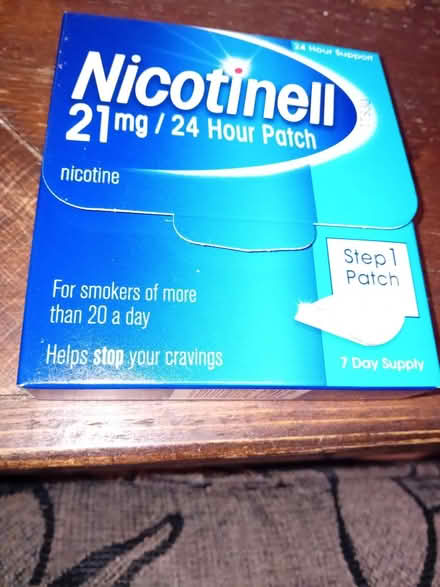 24 Hour Support
Nicotinell
21mg / 24 Hour Patch
nicotine
Step 1
Patch
For smokers of more
than 20 a day
Helps stop your cravings
7 Day Supply